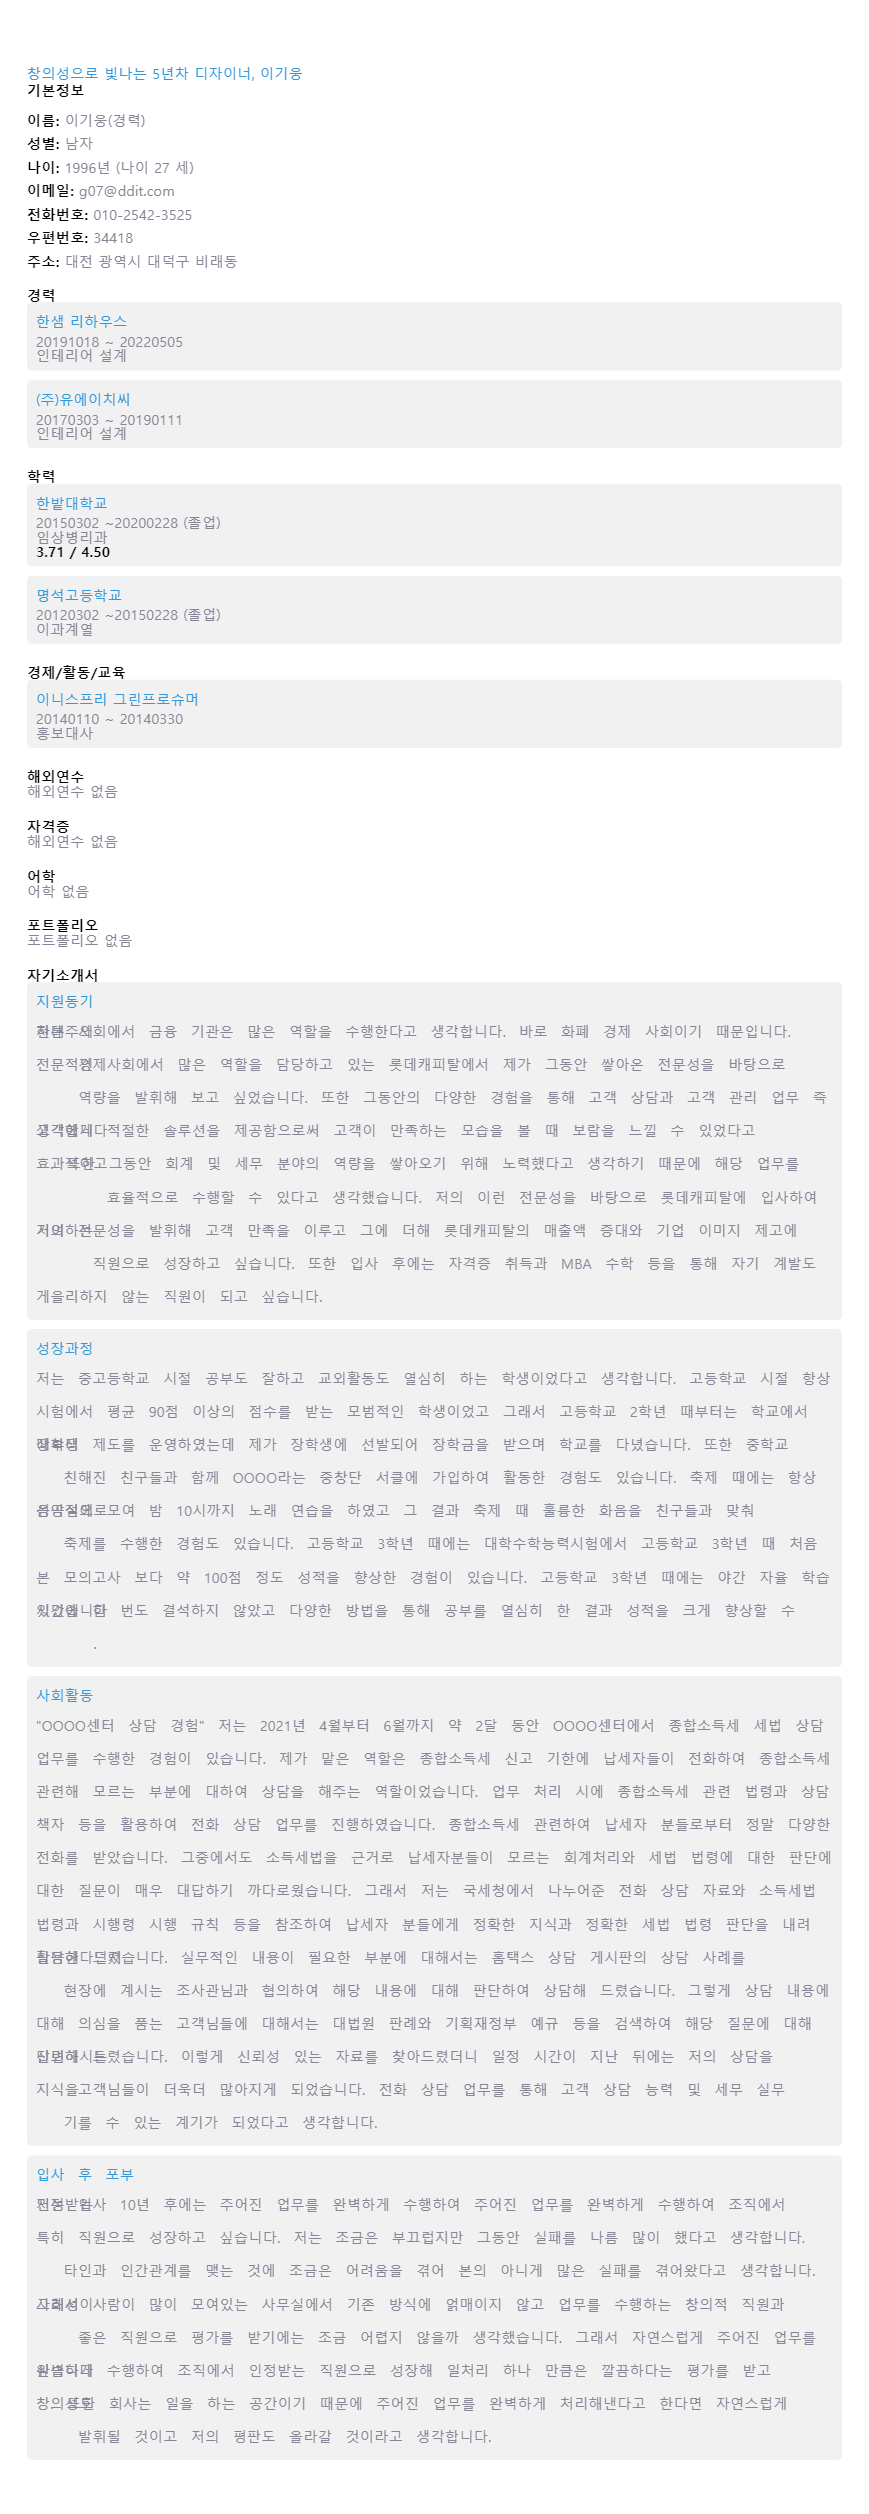 창의성으로 빛나는 5년차 디자이너, 이기웅
기본정보
이름: 이기웅(경력)
성별: 남자
나이: 1996년 (나이 27 세)
이메일: g07@ddit.com
전화번호: 010-2542-3525
우편번호: 34418
주소: 대전 광역시 대덕구 비래동
경력
한샘 리하우스
20191018 ~ 20220505
인테리어 설계
(주)유에이치씨
20170303 ~ 20190111
인테리어 설계
학력
한밭대학교
20150302 ~20200228 (졸업)
임상병리과
3.71 / 4.50
명석고등학교
20120302 ~20150228 (졸업)
이과계열
경제/활동/교육
이니스프리 그린프로슈머
20140110 ~ 20140330
홍보대사
해외연수
해외연수 없음
자격증
해외연수 없음
어학
어학 없음
포트폴리오
포트폴리오 없음
자기소개서
지원동기
금융 기관은 많은 역할을 수행한다고 생각합니다. 바로 화폐 경제 사회이기 때문입니다.
많은 역할을 담당하고 있는 롯데캐피탈에서 제가 그동안 쌓아온 전문성을 바탕으로
역량을 발휘해 보고 싶었습니다. 또한 그동안의 다양한 경험을 통해 고객 상담과 고객 관리 업무 즉
적절한 솔루션을 제공함으로써 고객이 만족하는 모습을 볼 때 보람을 느낄 수 있었다고
그동안 회계 및 세무 분야의 역량을 쌓아오기 위해 노력했다고 생각하기 때문에 해당 업무를
효율적으로 수행할 수 있다고 생각했습니다. 저의 이런 전문성을 바탕으로 롯데캐피탈에 입사하여
발휘해 고객 만족을 이루고 그에 더해 롯데캐피탈의 매출액 증대와 기업 이미지 제고에
직원으로 성장하고 싶습니다. 또한 입사 후에는 자격증 취득과 MBA 수학 등을 통해 자기 계발도
게을리하지 않는 직원이 되고 싶습니다.
성장과정
저는 중고등학교 시절 공부도 잘하고 교외활동도 열심히 하는 학생이었다고 생각합니다. 고등학교 시절 항상
시험에서 평균 90점 이상의 점수를 받는 모범적인 학생이었고 그래서 고등학교 2학년 때부터는 학교에서
제도를 운영하였는데 제가 장학생에 선발되어 장학금을 받으며 학교를 다녔습니다. 또한 중학교
친해진 친구들과 함께 OOOO라는 중창단 서클에 가입하여 활동한 경험도 있습니다. 축제 때에는 항상
모여 밤 10시까지 노래 연습을 하였고 그 결과 축제 때 훌륭한 화음을 친구들과 맞춰
축제를 수행한 경험도 있습니다. 고등학교 3학년 때에는 대학수학능력시험에서 고등학교 3학년 때 처음
본 모의고사 보다 약 100점 정도 성적을 향상한 경험이 있습니다. 고등학교 3학년 때에는 야간 자율 학습
번도 결석하지 않았고 다양한 방법을 통해 공부를 열심히 한 결과 성적을 크게 향상할 수
.
사회활동
"OOOO센터 상담 경험" 저는 2021년 4월부터 6월까지 약 2달 동안 OOOO센터에서 종합소득세 세법 상담
업무를 수행한 경험이 있습니다. 제가 맡은 역할은 종합소득세 신고 기한에 납세자들이 전화하여 종합소득세
관련해 모르는 부분에 대하여 상담을 해주는 역할이었습니다. 업무 처리 시에 종합소득세 관련 법령과 상담
책자 등을 활용하여 전화 상담 업무를 진행하였습니다. 종합소득세 관련하여 납세자 분들로부터 정말 다양한
전화를 받았습니다. 그중에서도 소득세법을 근거로 납세자분들이 모르는 회계처리와 세법 법령에 대한 판단에
대한 질문이 매우 대답하기 까다로웠습니다. 그래서 저는 국세청에서 나누어준 전화 상담 자료와 소득세법
법령과 시행령 시행 규칙 등을 참조하여 납세자 분들에게 정확한 지식과 정확한 세법 법령 판단을 내려
실무적인 내용이 필요한 부분에 대해서는 홈택스 상담 게시판의 상담 사례를
현장에 계시는 조사관님과 협의하여 해당 내용에 대해 판단하여 상담해 드렸습니다. 그렇게 상담 내용에
대해 의심을 품는 고객님들에 대해서는 대법원 판례와 기획재정부 예규 등을 검색하여 해당 질문에 대해
이렇게 신뢰성 있는 자료를 찾아드렸더니 일정 시간이 지난 뒤에는 저의 상담을
더욱더 많아지게 되었습니다. 전화 상담 업무를 통해 고객 상담 능력 및 세무 실무
기를 수 있는 계기가 되었다고 생각합니다.
입사 후 포부
10년 후에는 주어진 업무를 완벽하게 수행하여 주어진 업무를 완벽하게 수행하여 조직에서
특히 직원으로 성장하고 싶습니다. 저는 조금은 부끄럽지만 그동안 실패를 나름 많이 했다고 생각합니다.
타인과 인간관계를 맺는 것에 조금은 어려움을 겪어 본의 아니게 많은 실패를 겪어왔다고 생각합니다.
많이 모여있는 사무실에서 기존 방식에 얽매이지 않고 업무를 수행하는 창의적 직원과
좋은 직원으로 평가를 받기에는 조금 어렵지 않을까 생각했습니다. 그래서 자연스럽게 주어진 업무를
수행하여 조직에서 인정받는 직원으로 성장해 일처리 하나 만큼은 깔끔하다는 평가를 받고
회사는 일을 하는 공간이기 때문에 주어진 업무를 완벽하게 처리해낸다고 한다면 자연스럽게
발휘될 것이고 저의 평판도 올라갈 것이라고 생각합니다.